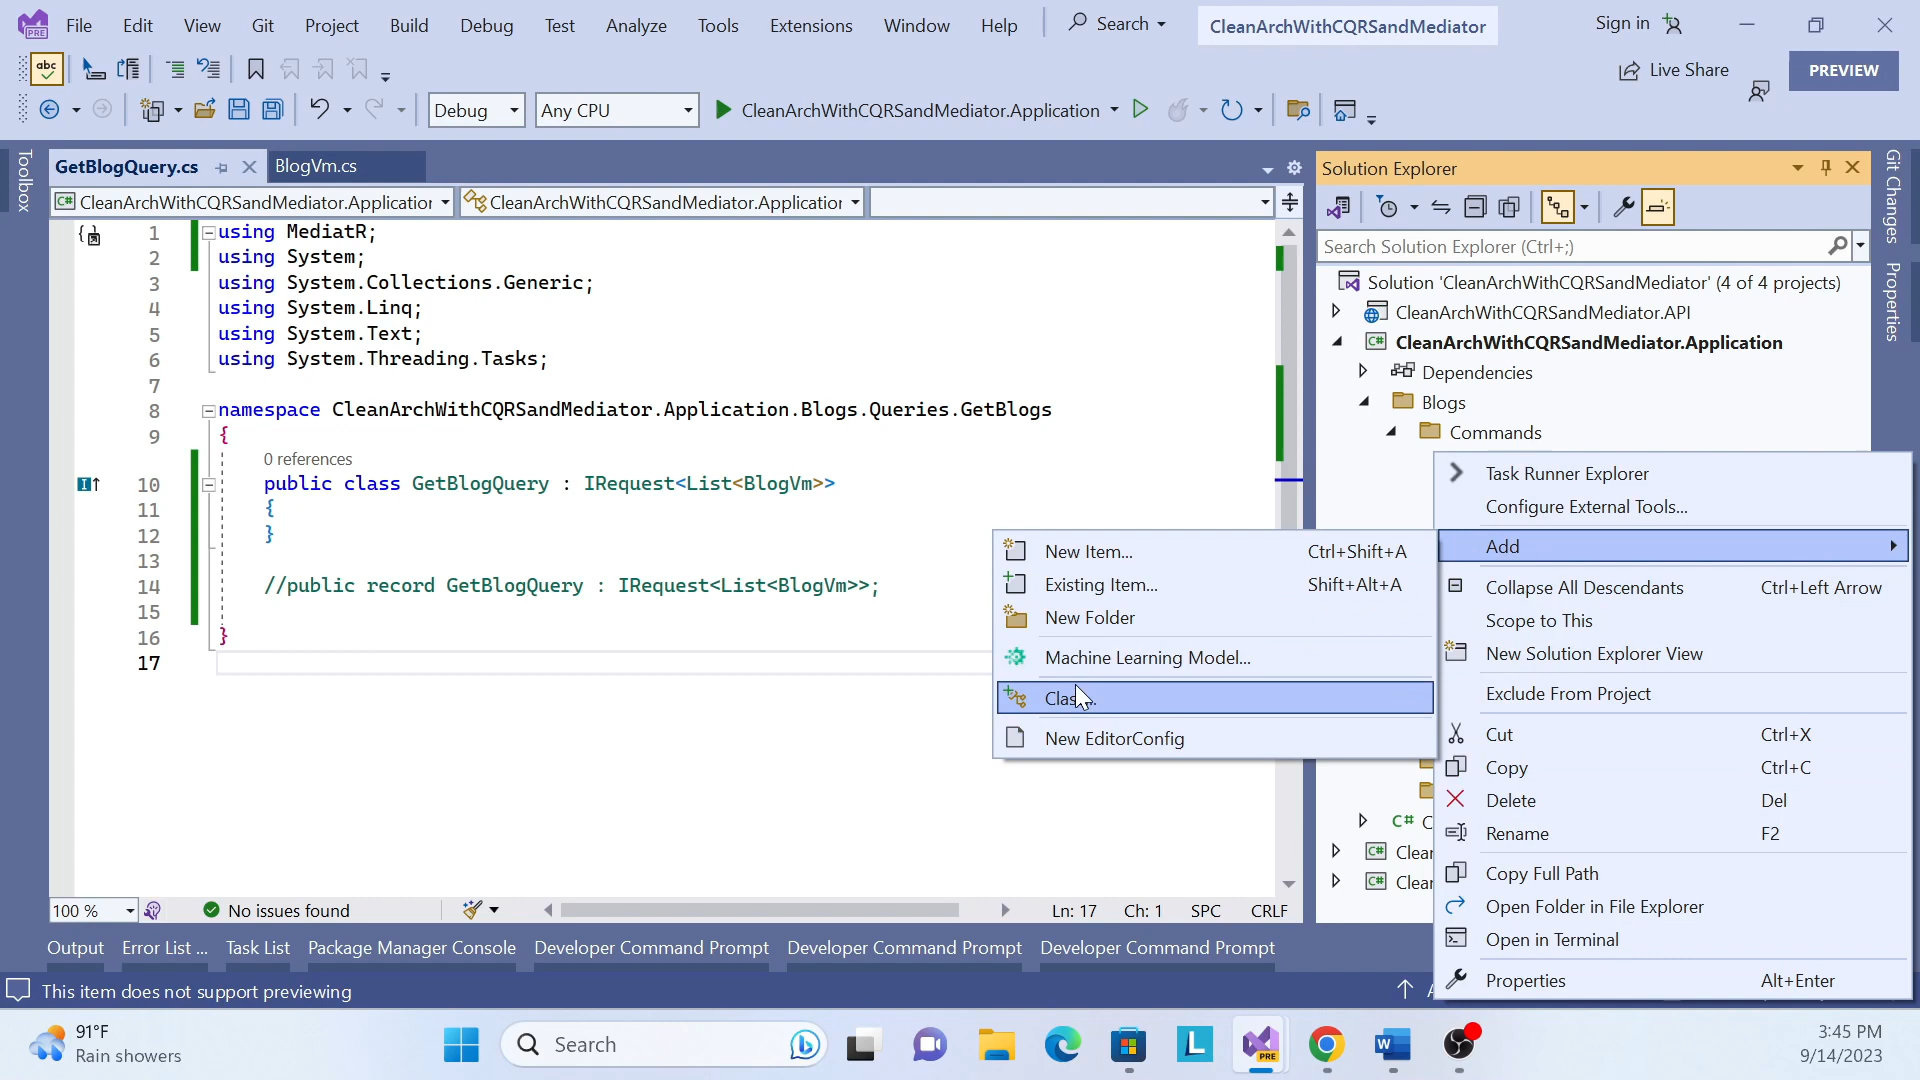 File Edit View Git Project Build Debug Test Analyze Tools Extensions Window Help Search CleanArchWithCQRSandMediator Sign in
abc Live Share PREVIEW
Debug Any CPU CleanArchWithCQRSandMediator.Application
Toolbox
GetBlogQuery.cs BlogVm.cs
CleanArchWithCQRSandMediator.Application CleanArchWithCQRSandMediator.Application
1 using MediatR;
2 using System;
3 using System.Collections.Generic;
4 using System.Linq;
5 using System.Text;
6 using System.Threading.Tasks;
7
8 namespace CleanArchWithCQRSandMediator.Application.Blogs.Queries.GetBlogs
9 {
0 references
10 public class GetBlogQuery : IRequest<List<BlogVm>>
11 {
12 }
13
14 //public record GetBlogQuery : IRequest<List<BlogVm>>;
15
16 }
17
Solution Explorer
Search Solution Explorer (Ctrl+;)
Solution 'CleanArchWithCQRSandMediator' (4 of 4 projects)
CleanArchWithCQRSandMediator.API
CleanArchWithCQRSandMediator.Application
Dependencies
Blogs
Commands
C# C
C# Clear
C# Clear
Git Changes
Properties
New Item... Ctrl+Shift+A
Existing Item... Shift+Alt+A
New Folder
Machine Learning Model...
New EditorConfig
Task Runner Explorer
Configure External Tools...
Add
Collapse All Descendants Ctrl+Left Arrow
Scope to This
New Solution Explorer View
Exclude From Project
Cut Ctrl+X
Copy Ctrl+C
Delete Del
Rename F2
Copy Full Path
Open Folder in File Explorer
Open in Terminal
Properties Alt+Enter
100 % No issues found Ln: 17 Ch: 1 SPC CRLF
Output Error List ... Task List Package Manager Console Developer Command Prompt Developer Command Prompt Developer Command Prompt
This item does not support previewing
91°F
Rain showers
Search
PRE
3:45 PM
9/14/2023